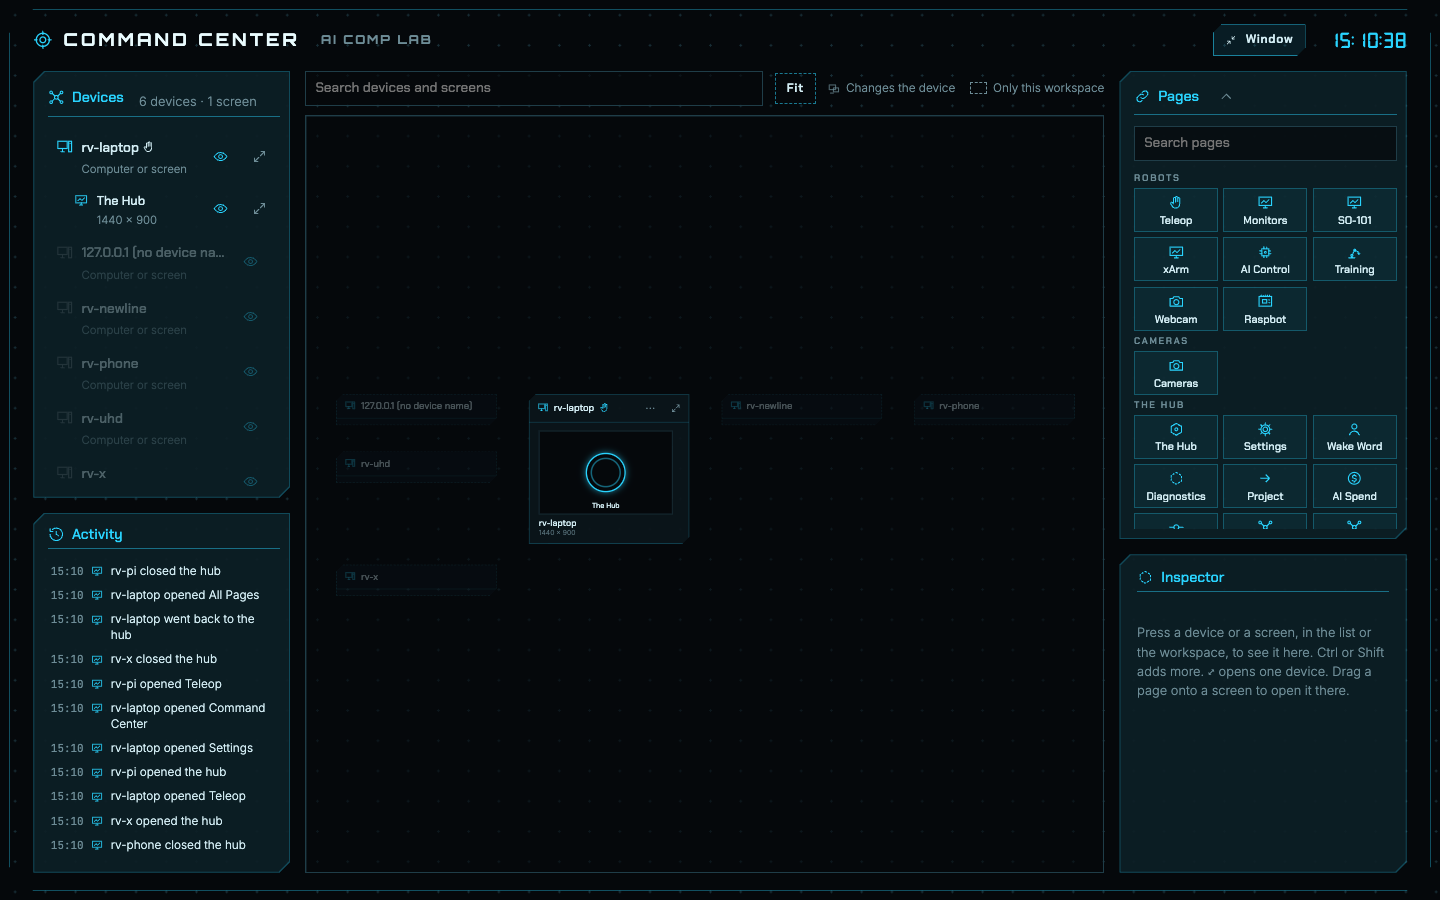 COMMAND CENTER
AI COMP LAB
Window
15:10:38
Devices
6 devices · 1 screen
rv-laptop
Computer or screen
The Hub
1440 × 900
127.0.0.1 (no device na...
Computer or screen
rv-newline
Computer or screen
rv-phone
Computer or screen
rv-uhd
Computer or screen
rv-x
Activity
15:10 rv-pi closed the hub
15:10 rv-laptop opened All Pages
15:10 rv-laptop went back to the
hub
15:10 rv-x closed the hub
15:10 rv-pi opened Teleop
15:10 rv-laptop opened Command
Center
15:10 rv-laptop opened Settings
15:10 rv-pi opened the hub
15:10 rv-laptop opened Teleop
15:10 rv-x opened the hub
15:10 rv-phone closed the hub
Search devices and screens
Fit
Changes the device
Only this workspace
127.0.0.1 (no device name)
rv-laptop
rv-newline
rv-phone
rv-uhd
The Hub
rv-laptop
1440 × 900
rv-x
Pages
Search pages
ROBOTS
Teleop
Monitors
SO-101
xArm
AI Control
Training
Webcam
Raspbot
CAMERAS
Cameras
THE HUB
The Hub
Settings
Wake Word
Diagnostics
Project
AI Spend
Inspector
Press a device or a screen, in the list or
the workspace, to see it here. Ctrl or Shift
adds more. ⤢ opens one device. Drag a
page onto a screen to open it there.